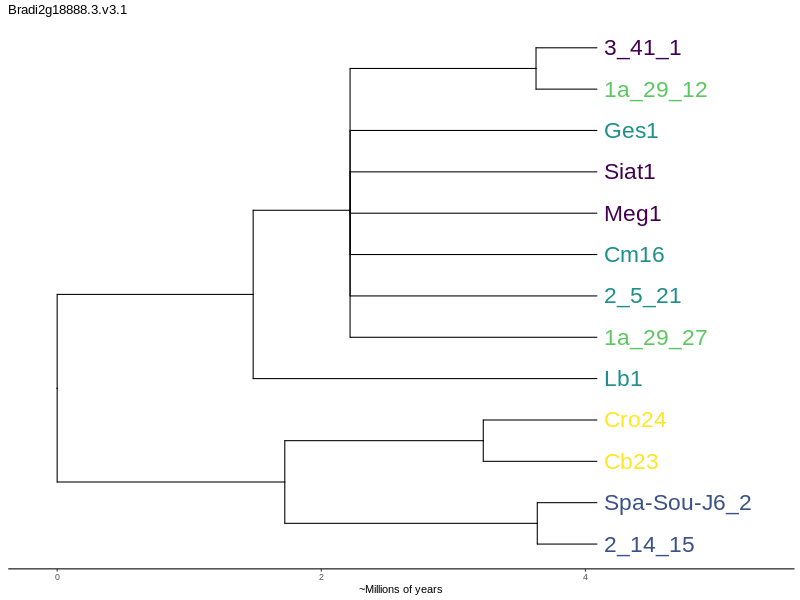 Bradi2g18888.3.v3.1
3_41_1
1a_29_12
Ges1
Siat1
Meg1
Cm16
2_5_21
1a_29_27
Lb1
Cro24
Cb23
Spa-Sou-J6_2
2_14_15
0 2 4
~Millions of years